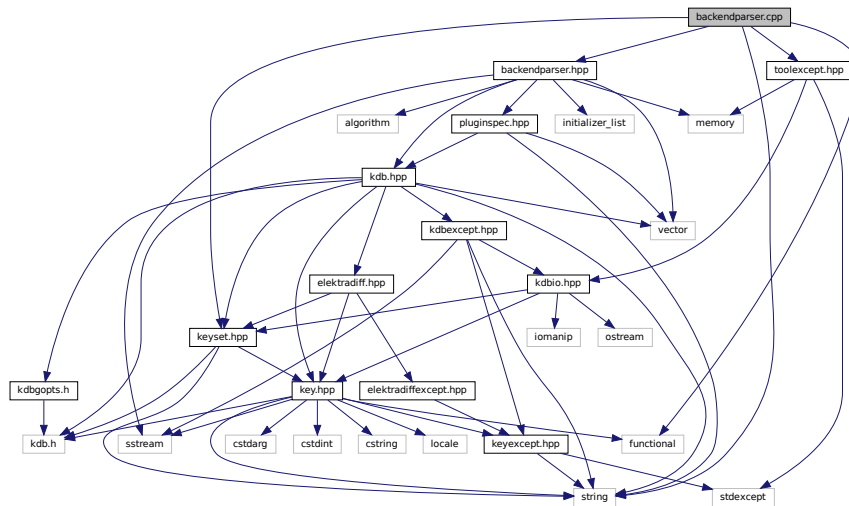 backendparser.cpp
backendparser.hpp
toolexcept.hpp
algorithm
pluginspec.hpp
initializer_list
memory
kdb.hpp
kdbexcept.hpp
vector
elektradiff.hpp
kdbio.hpp
keyset.hpp
iomanip
ostream
kdbgopts.h
key.hpp
elektradiffexcept.hpp
kdb.h
sstream
cstdarg
cstdint
cstring
locale
keyexcept.hpp
functional
string
stdexcept